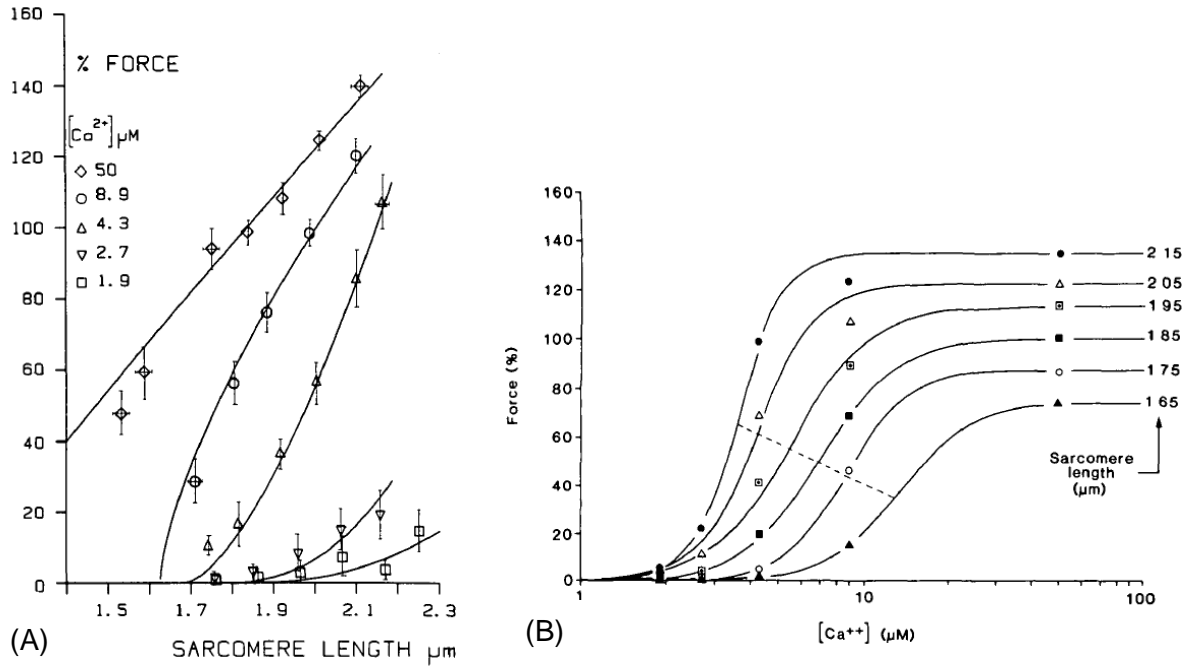 160
140
120
100
80
60
40
20
0
% FORCE
[Ca2+]µM
◇ 50
○ 8.9
△ 4.3
▽ 2.7
□ 1.9
1.5 1.7 1.9 2.1 2.3
SARCOMERE LENGTH µm
(A)
160
140
120
100
80
60
40
20
0
Force (%)
2 15
2 05
1 95
1 85
1 75
1 65
Sarcomere
length
(µm)
1 10 100
[Ca++] (µM)
(B)